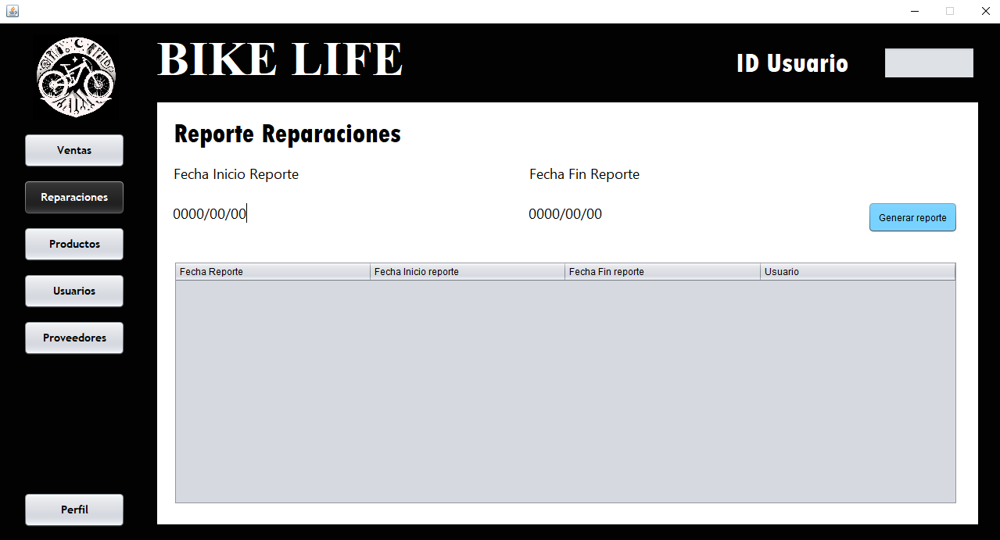 BIKE LIFE
ID Usuario
Ventas
Reparaciones
Productos
Usuarios
Proveedores
Perfil
Reporte Reparaciones
Fecha Inicio Reporte Fecha Fin Reporte
0000/00/00 0000/00/00 Generar reporte
Fecha Reporte Fecha Inicio reporte Fecha Fin reporte Usuario